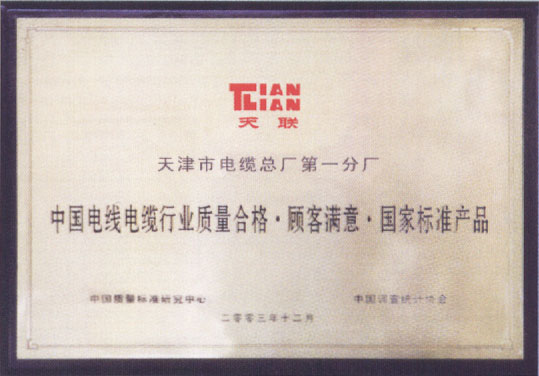 TLIAN
LIAN
天联
天津市电缆总厂第一分厂
中国电线电缆行业质量合格·顾客满意·国家标准产品
中国质量标准研究中心 中国调查统计协会
二零零三年十二月